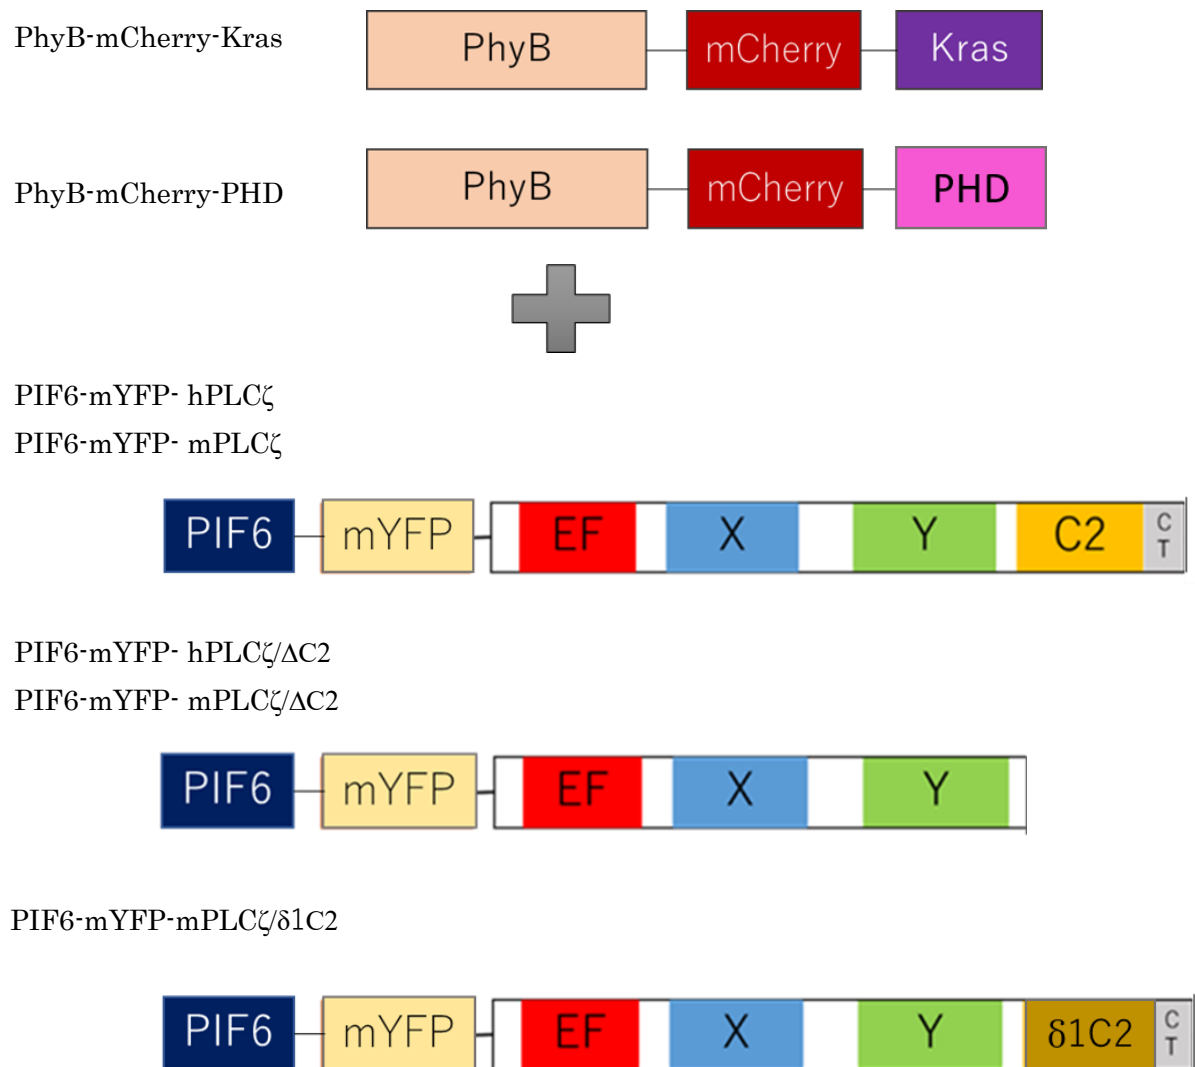 PhyB-mCherry-Kras
PhyB mCherry Kras
PhyB-mCherry-PHD
PhyB mCherry PHD
PIF6-mYFP- hPLCζ
PIF6-mYFP- mPLCζ
PIF6 mYFP EF X Y C2 CT
PIF6-mYFP- hPLCζ/ΔC2
PIF6-mYFP- mPLCζ/ΔC2
PIF6 mYFP EF X Y
PIF6-mYFP-mPLCζ/δ1C2
PIF6 mYFP EF X Y δ1C2 CT